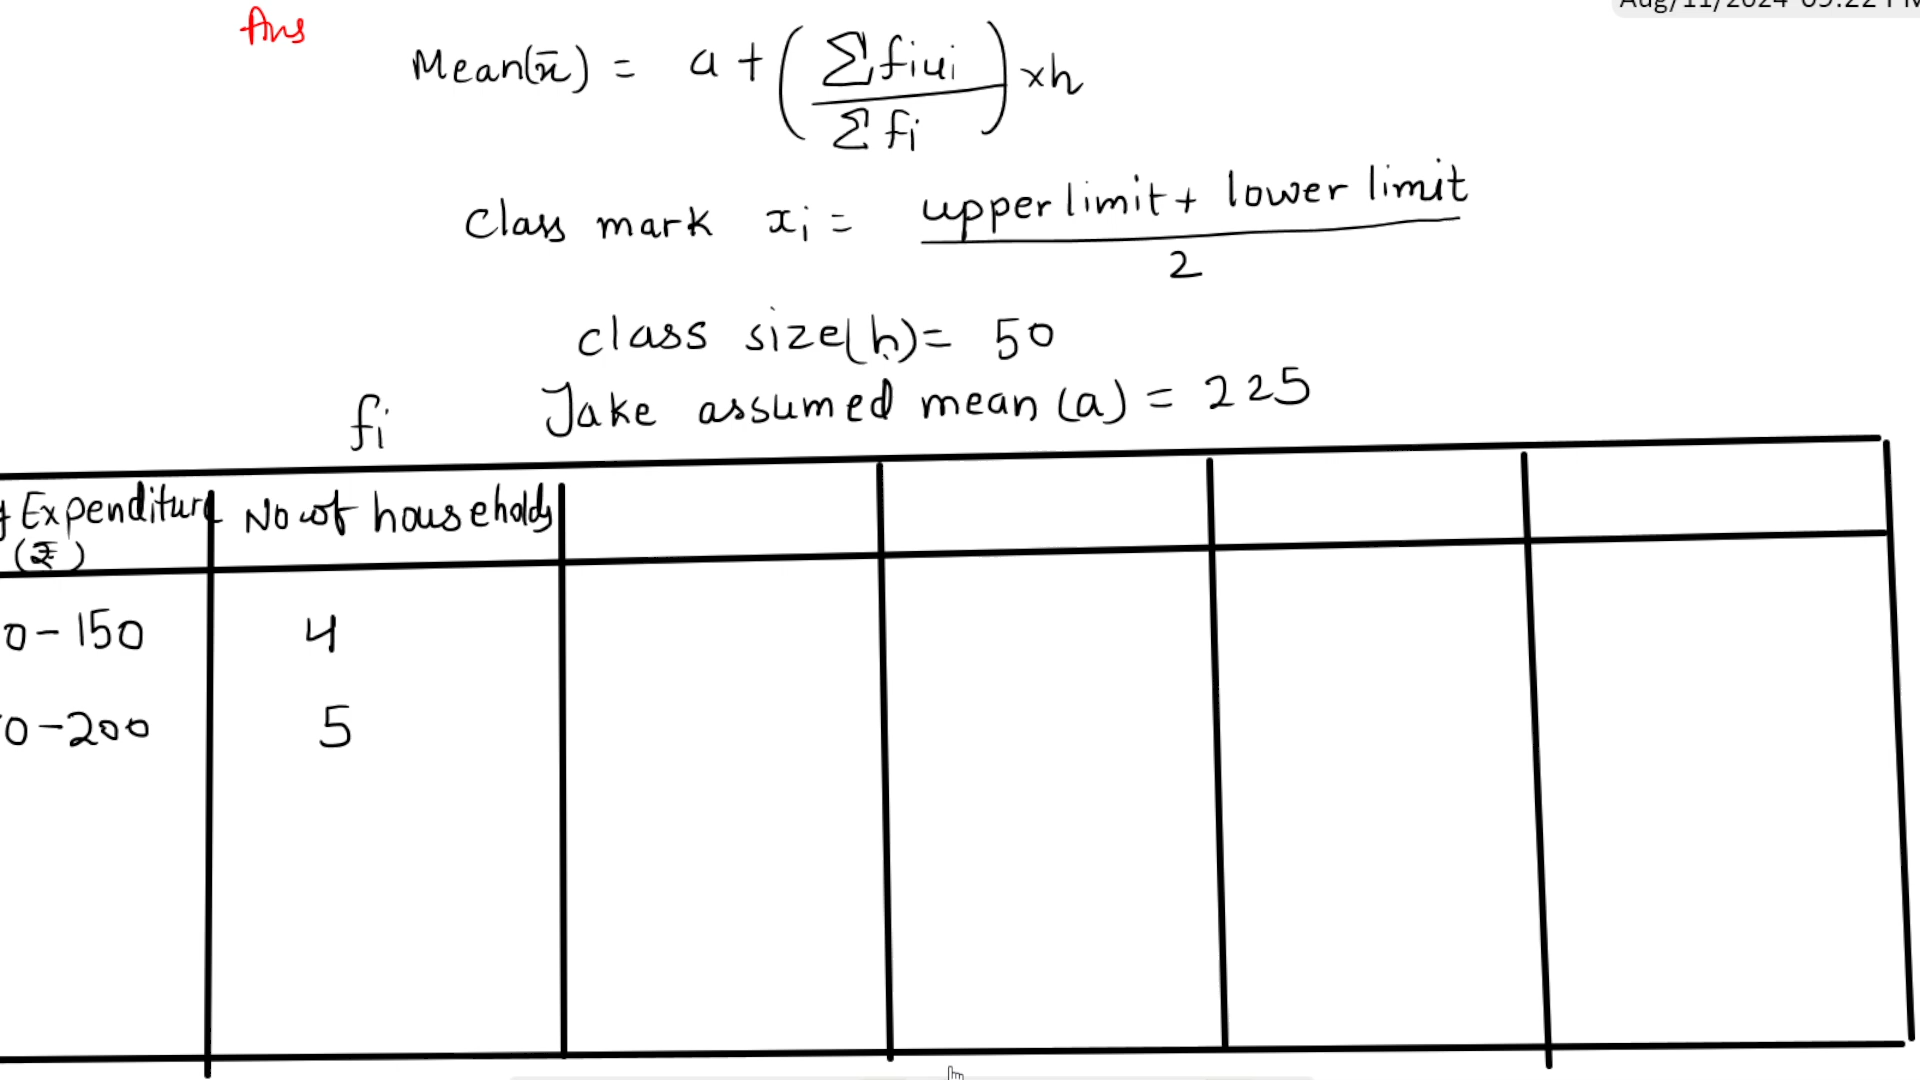 Ans
Mean(x̄) = a + (Σfiui / Σfi) × h
Class mark xi = upper limit + lower limit / 2
class size(h) = 50
fi
Take assumed mean (a) = 225
Expenditure
(₹)
No of households
0-150 4
0-200 5